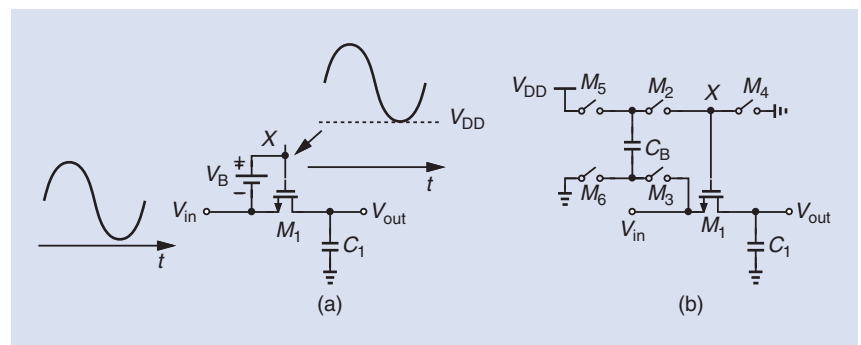 V_DD
X
V_B
+
−
V_in
M_1
V_out
C_1
t
t
(a)
V_DD
M_5
M_2
X
M_4
C_B
M_6
M_3
V_in
M_1
V_out
C_1
(b)